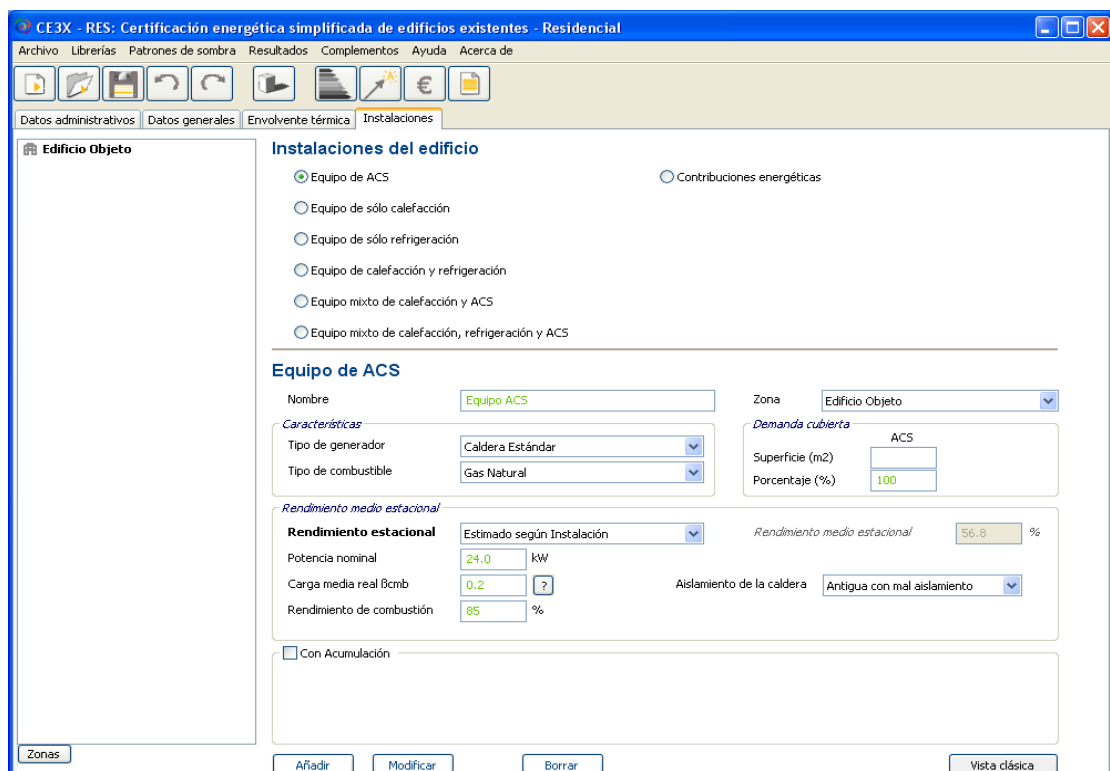 CE3X - RES: Certificación energética simplificada de edificios existentes - Residencial
Archivo Librerías Patrones de sombra Resultados Complementos Ayuda Acerca de
Datos administrativos Datos generales Envolvente térmica Instalaciones
Edificio Objeto
Instalaciones del edificio
Equipo de ACS Contribuciones energéticas
Equipo de sólo calefacción
Equipo de sólo refrigeración
Equipo de calefacción y refrigeración
Equipo mixto de calefacción y ACS
Equipo mixto de calefacción, refrigeración y ACS
Equipo de ACS
Nombre Equipo ACS Zona Edificio Objeto
Características Demanda cubierta
ACS
Tipo de generador Caldera Estándar
Superficie (m2)
Tipo de combustible Gas Natural
Porcentaje (%) 100
Rendimiento medio estacional
Rendimiento estacional Estimado según Instalación Rendimiento medio estacional 56.8 %
Potencia nominal 24.0 kW
Carga media real βcmb 0.2 ? Aislamiento de la caldera Antigua con mal aislamiento
Rendimiento de combustión 85 %
Con Acumulación
Zonas
Añadir Modificar Borrar Vista clásica